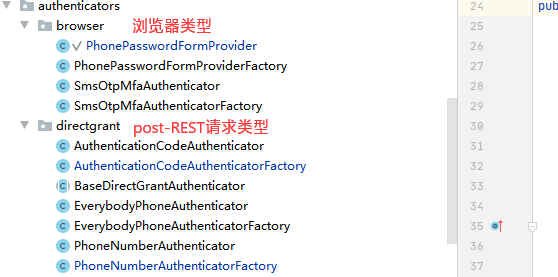 authenticators
browser 浏览器类型
PhonePasswordFormProvider
PhonePasswordFormProviderFactory
SmsOtpMfaAuthenticator
SmsOtpMfaAuthenticatorFactory
directgrant post-REST请求类型
AuthenticationCodeAuthenticator
AuthenticationCodeAuthenticatorFactory
BaseDirectGrantAuthenticator
EverybodyPhoneAuthenticator
EverybodyPhoneAuthenticatorFactory
PhoneNumberAuthenticator
PhoneNumberAuthenticatorFactory
24 pub
25
26
27
28
29
30
31
32
33
34
35
36
37